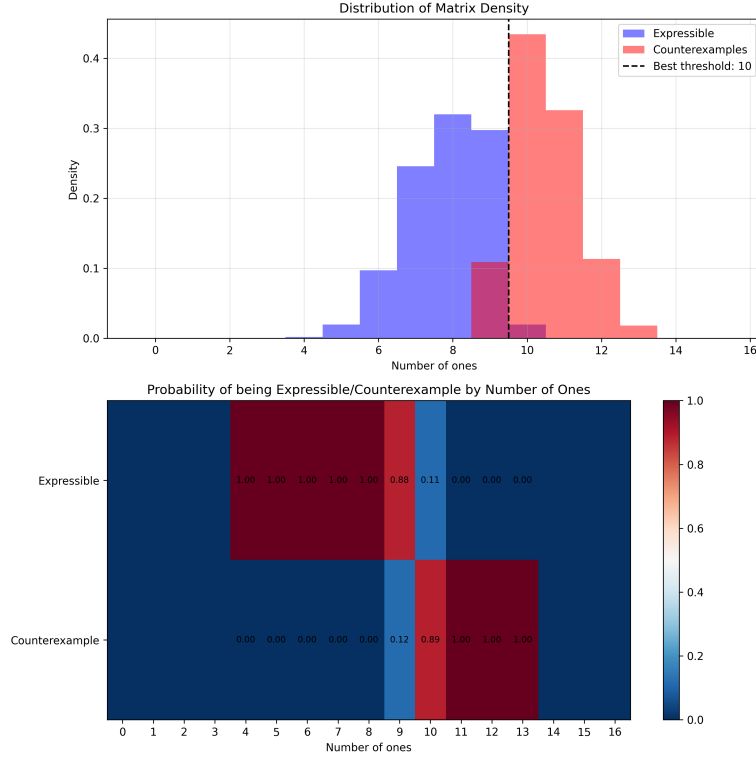 Distribution of Matrix Density
Expressible
Counterexamples
Best threshold: 10
0.4
0.3
0.2
0.1
0.0
Density
0 2 4 6 8 10 12 14 16
Number of ones
Probability of being Expressible/Counterexample by Number of Ones
Expressible
1.00 1.00 1.00 1.00 1.00 0.88 0.11 0.00 0.00 0.00
Counterexample
0.00 0.00 0.00 0.00 0.00 0.12 0.89 1.00 1.00 1.00
0 1 2 3 4 5 6 7 8 9 10 11 12 13 14 15 16
Number of ones
1.0
0.8
0.6
0.4
0.2
0.0